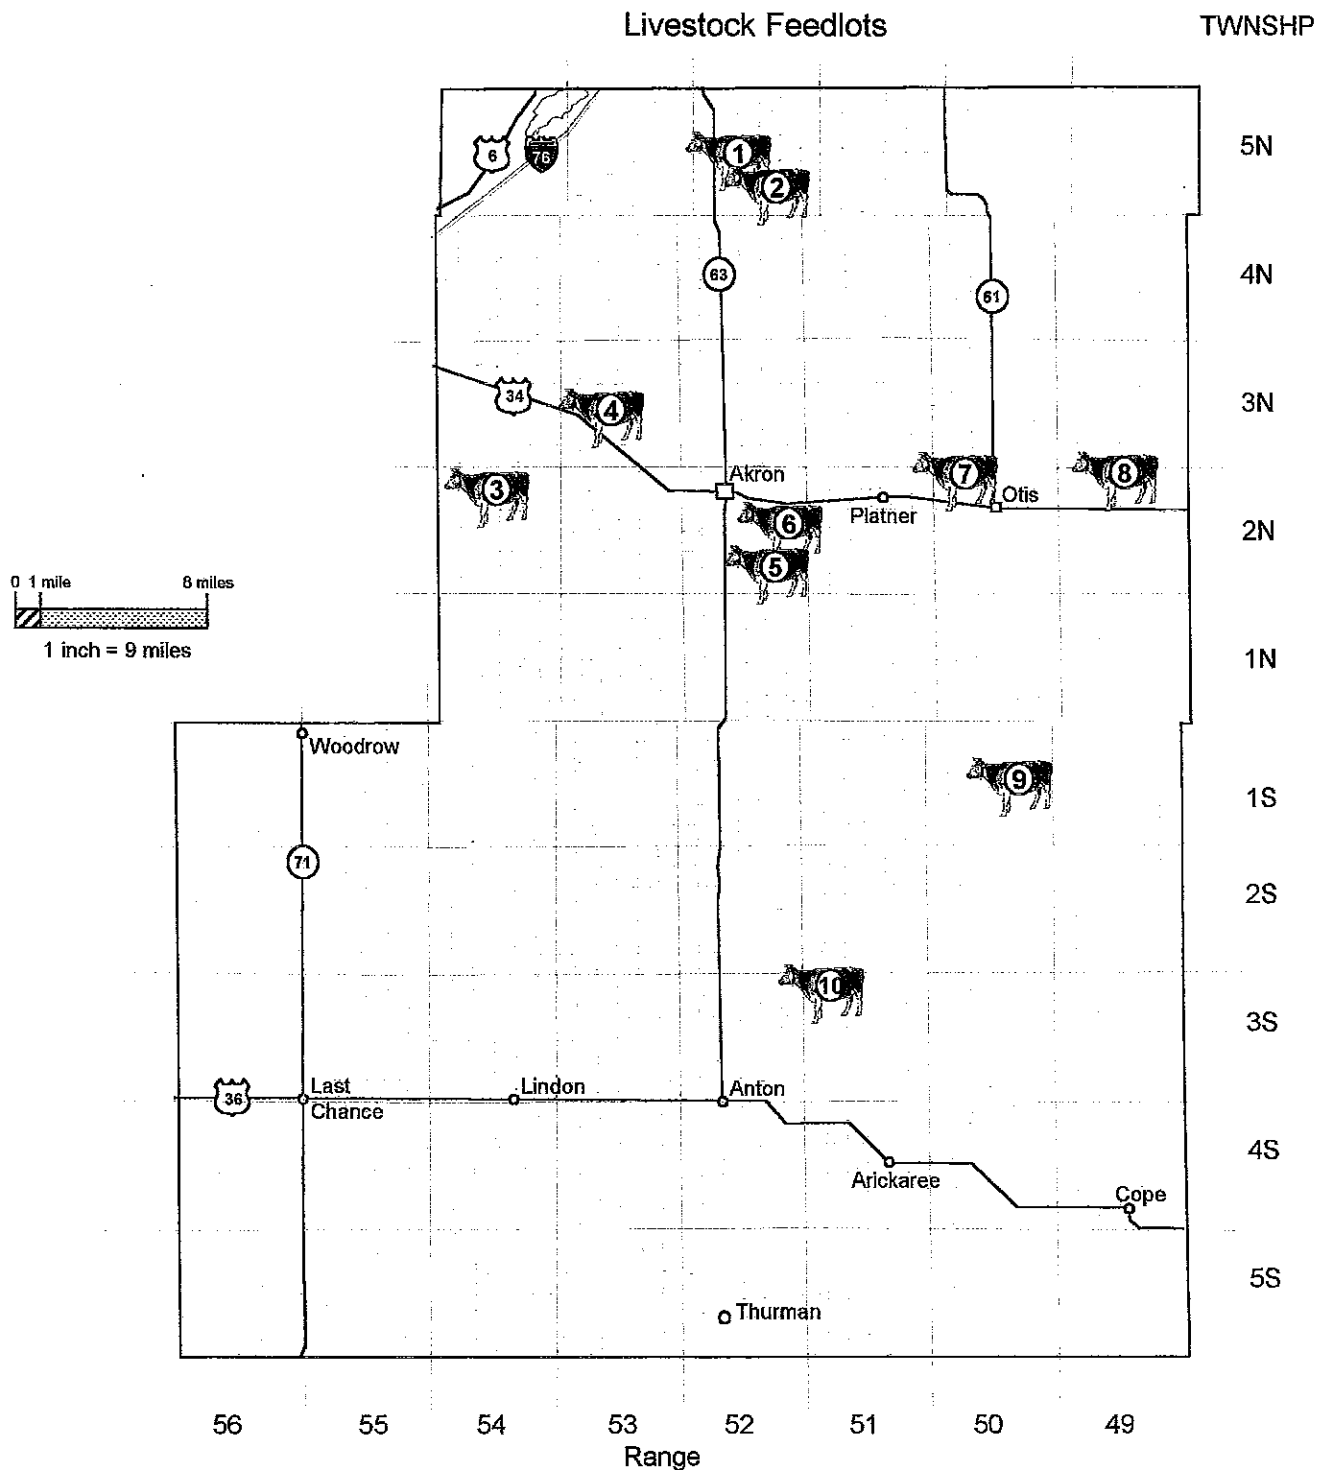 Livestock Feedlots
TWNSHP
6
76
1
5N
2
63
4N
61
34
4
3N
Akron
7
8
3
Otis
6
Platner
2N
5
0 1 mile 8 miles
1 inch = 9 miles
1N
Woodrow
9
1S
71
2S
10
3S
36
Last
Chance
Lindon
Anton
4S
Arickaree
Cope
5S
Thurman
56 55 54 53 52 51 50 49
Range